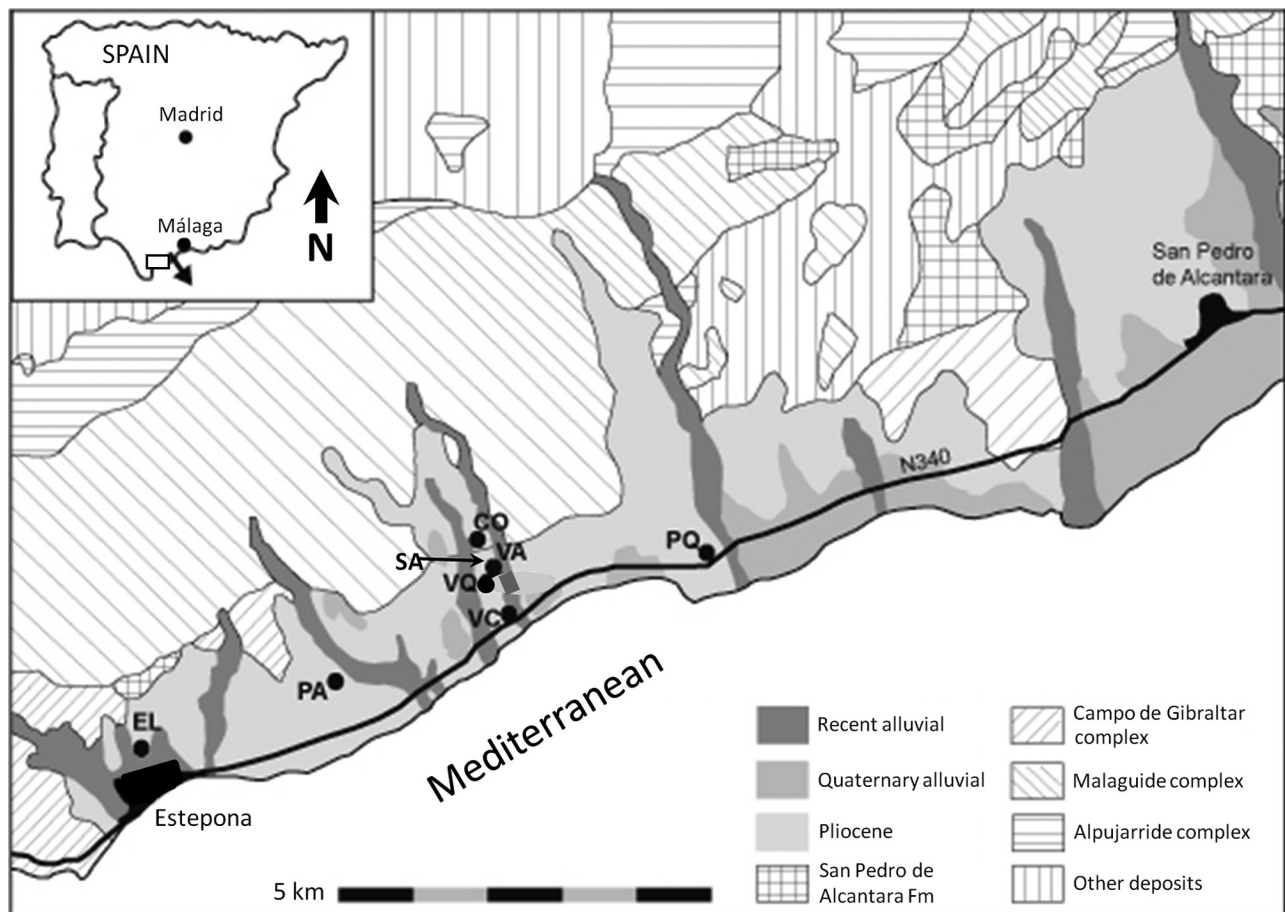 SPAIN
Madrid
Málaga
N
San Pedro
de Alcantara
N340
CO
SA
VA
VQ
VC
PQ
PA
EL
Estepona
Mediterranean
Recent alluvial
Quaternary alluvial
Pliocene
San Pedro de
Alcantara Fm
Campo de Gibraltar
complex
Malaguide complex
Alpujarride complex
Other deposits
5 km